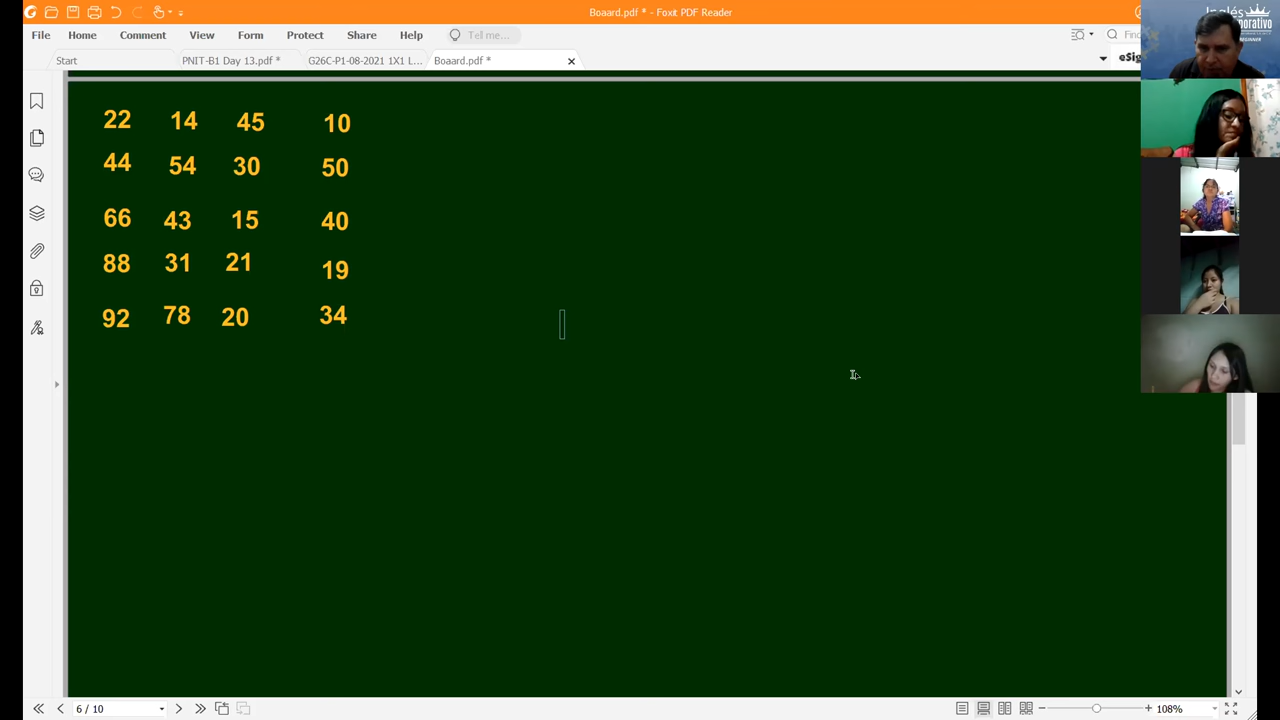 Boaard.pdf * - Foxit PDF Reader
File Home Comment View Form Protect Share Help Tell me...
Start PNIT-B1 Day 13.pdf * G26C-P1-08-2021 1X1 L... Boaard.pdf *
Inglés
BEGINNER
22 14 45 10
44 54 30 50
66 43 15 40
88 31 21 19
92 78 20 34
6 / 10
108%